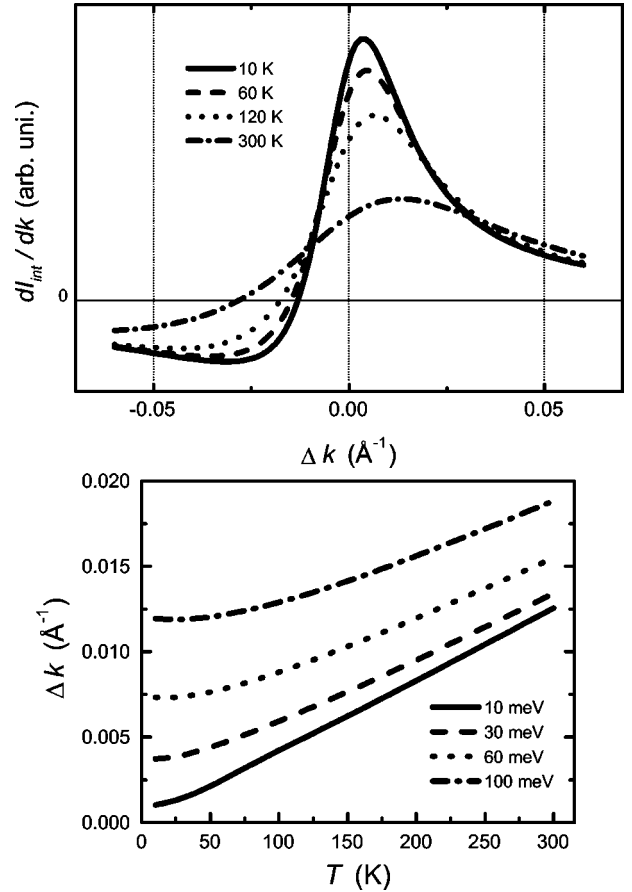 dI_int / dk (arb. uni.)
10 K
60 K
120 K
300 K
0
-0.05 0.00 0.05
Δ k (Å⁻¹)
Δ k (Å⁻¹)
0.020
0.015
0.010
0.005
0.000
10 meV
30 meV
60 meV
100 meV
0 50 100 150 200 250 300
T (K)